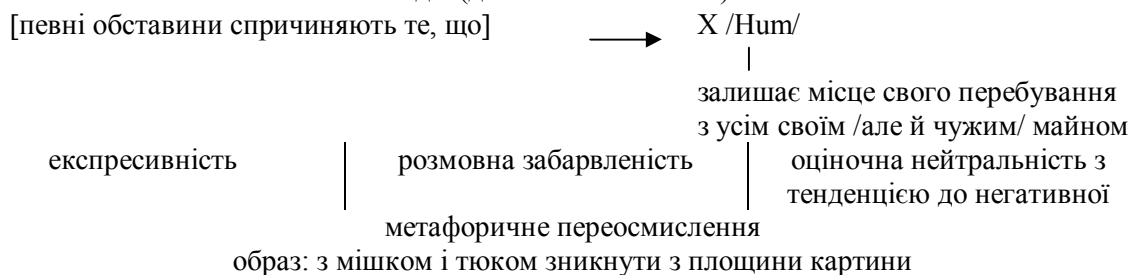 [певні обставини спричиняють те, що] X /Hum/
залишає місце свого перебування
з усім своїм /але й чужим/ майном
експресивність розмовна забарвленість оціночна нейтральність з
тенденцією до негативної
метафоричне переосмислення
образ: з мішком і тюком зникнути з площини картини